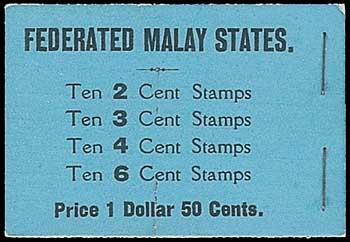 FEDERATED MALAY STATES.
Ten 2 Cent Stamps
Ten 3 Cent Stamps
Ten 4 Cent Stamps
Ten 6 Cent Stamps
Price 1 Dollar 50 Cents.